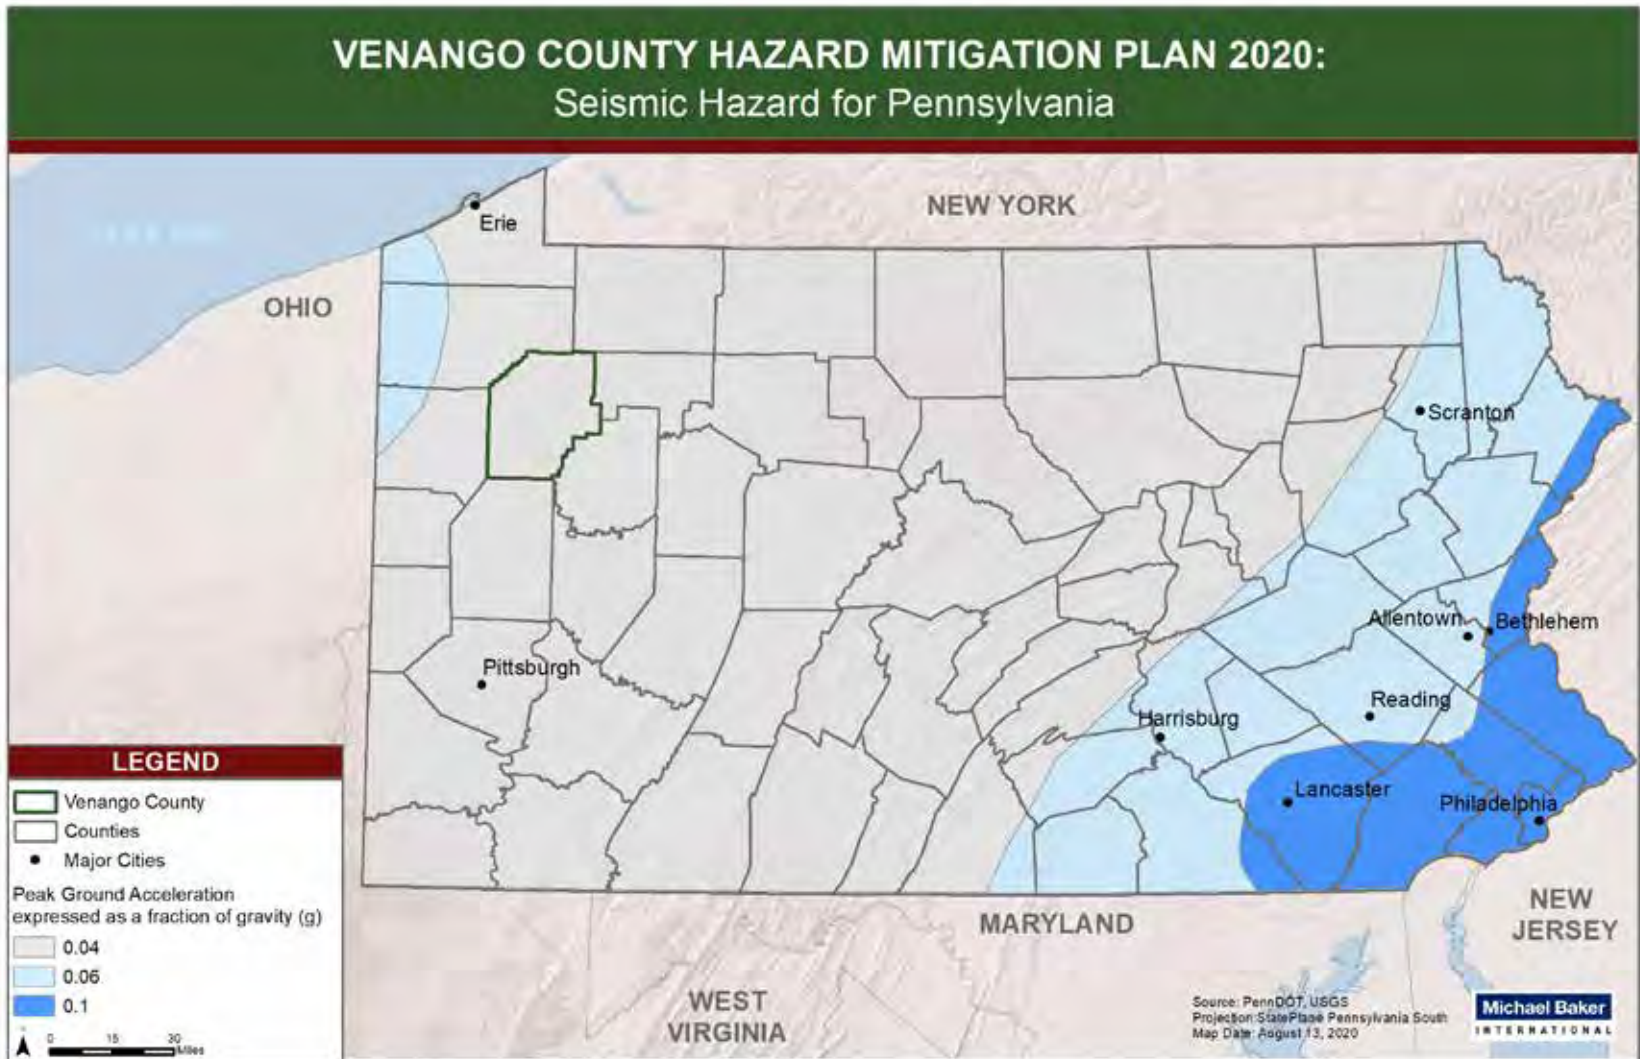 VENANGO COUNTY HAZARD MITIGATION PLAN 2020:
Seismic Hazard for Pennsylvania
NEW YORK
Erie
OHIO
Scranton
Allentown
Bethlehem
Pittsburgh
Reading
Harrisburg
Lancaster
Philadelphia
MARYLAND
NEW
JERSEY
WEST
VIRGINIA
LEGEND
Venango County
Counties
Major Cities
Peak Ground Acceleration
expressed as a fraction of gravity (g)
0.04
0.06
0.1
0 15 30
Miles
Source: PennDOT, USGS
Projection: StatePlane Pennsylvania South
Map Date: August 13, 2020
Michael Baker
INTERNATIONAL